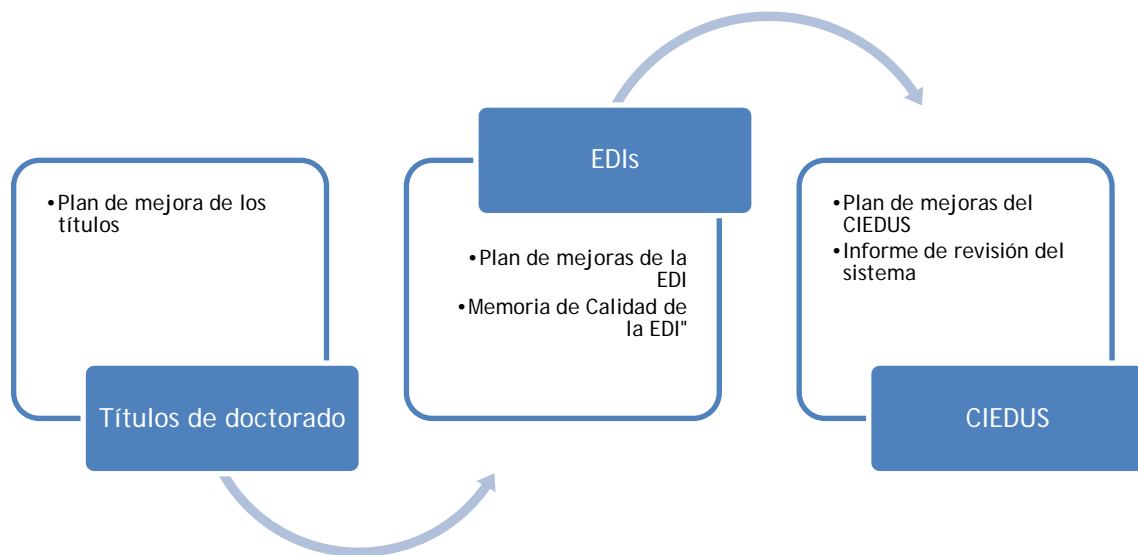 •Plan de mejora de los
títulos
Títulos de doctorado
EDIs
•Plan de mejoras de la
EDI
•Memoria de Calidad de
la EDI"
•Plan de mejoras del
CIEDUS
•Informe de revisión del
sistema
CIEDUS